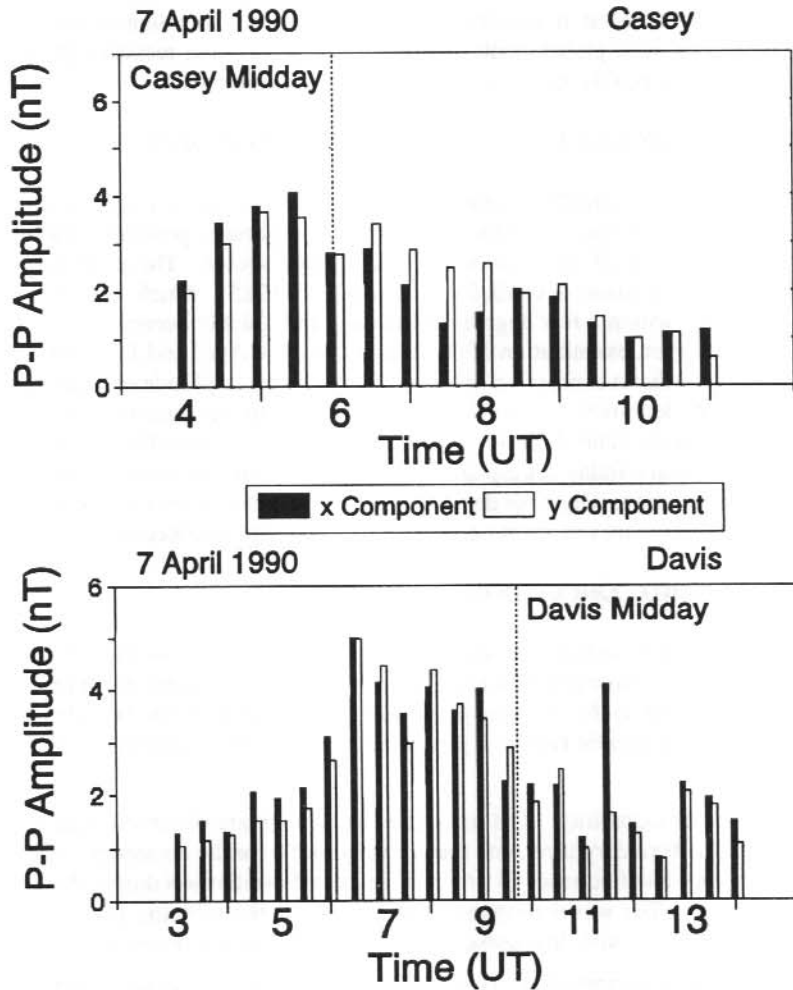 7 April 1990 Casey
Casey Midday
P-P Amplitude (nT)
6
4
2
0
4 6 8 10
Time (UT)
x Component y Component
7 April 1990 Davis
Davis Midday
P-P Amplitude (nT)
6
4
2
0
3 5 7 9 11 13
Time (UT)